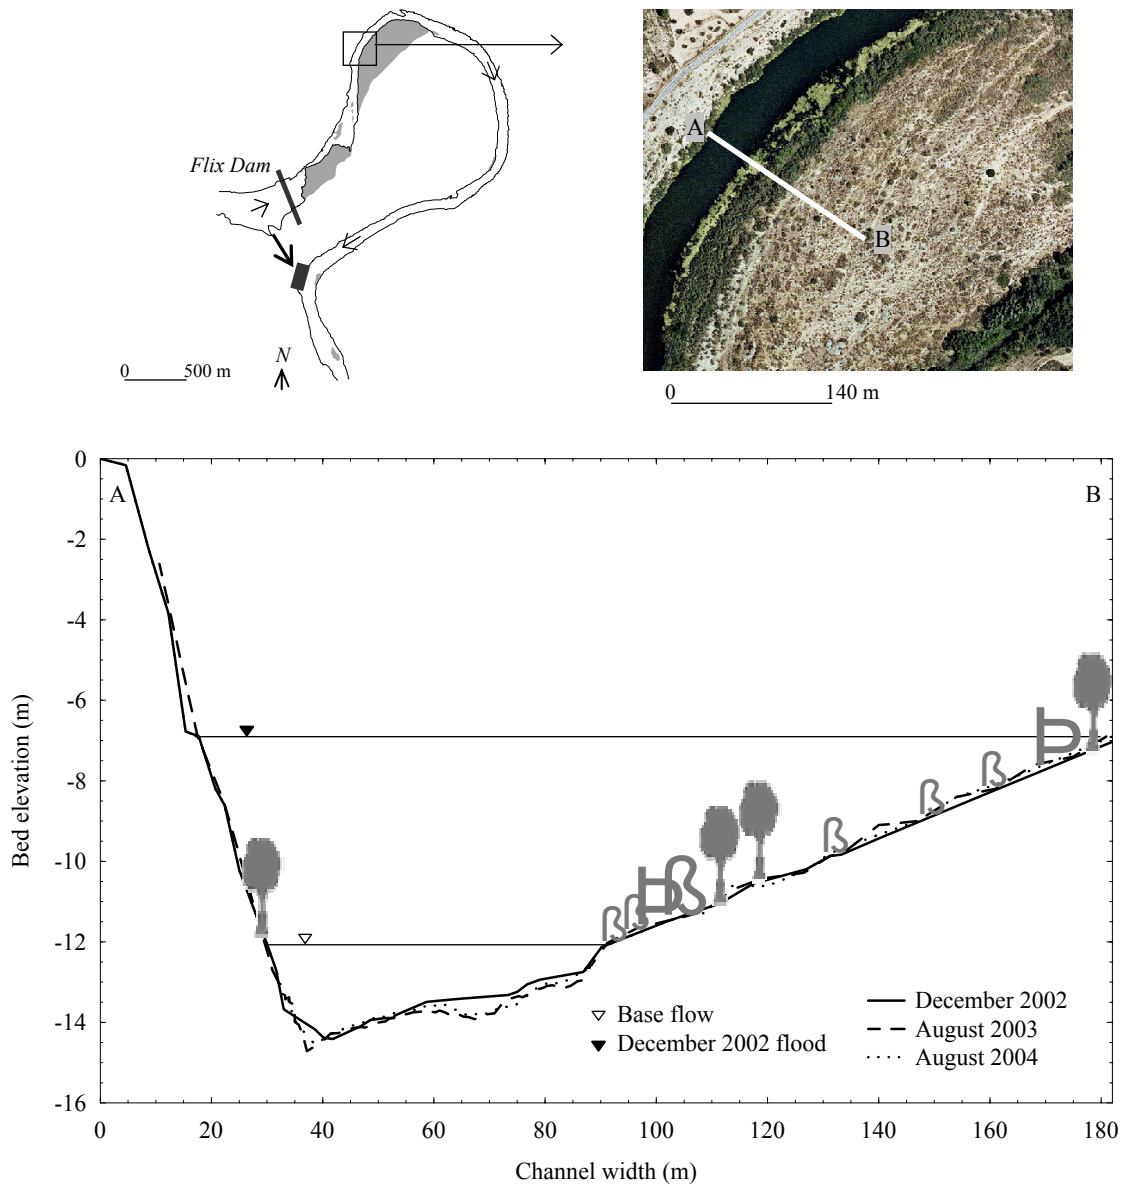 Flix Dam
N
0 500 m
A
B
0 140 m
0
-2
-4
-6
-8
-10
-12
-14
-16
Bed elevation (m)
A
B
Base flow
December 2002 flood
December 2002
August 2003
August 2004
0 20 40 60 80 100 120 140 160 180
Channel width (m)